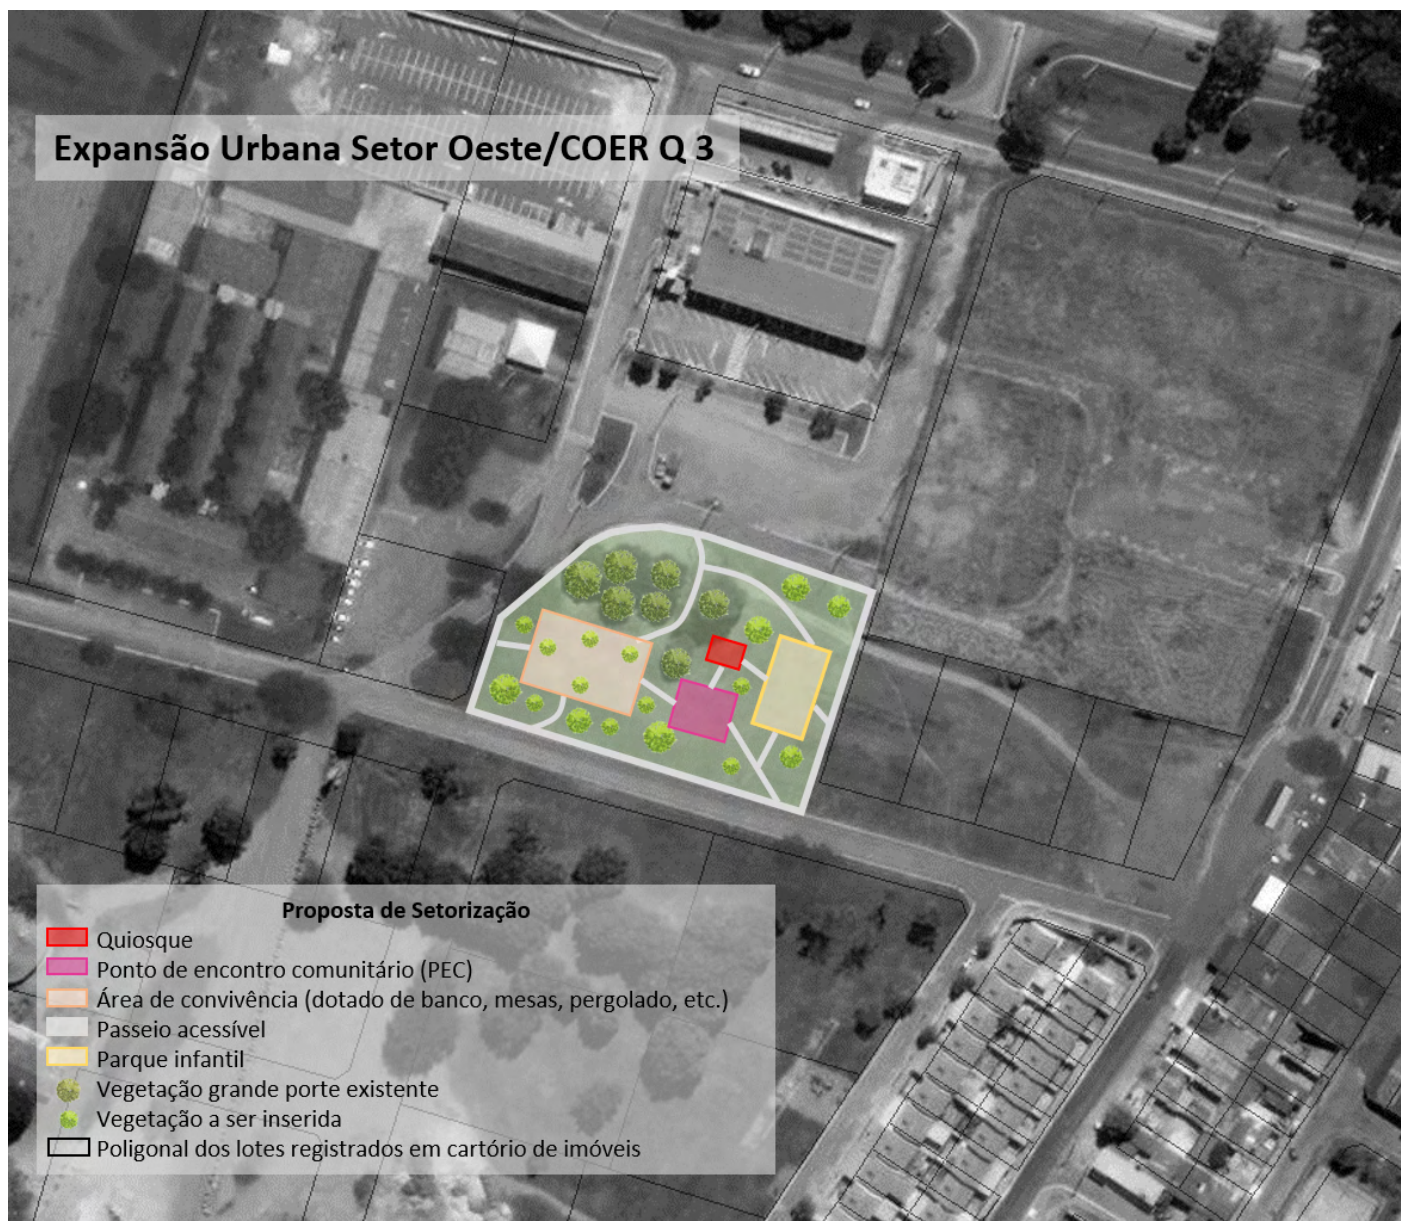 Expansão Urbana Setor Oeste/COER Q 3
Proposta de Setorização
Quiosque
Ponto de encontro comunitário (PEC)
Área de convivência (dotado de banco, mesas, pergolado, etc.)
Passeio acessível
Parque infantil
Vegetação grande porte existente
Vegetação a ser inserida
Poligonal dos lotes registrados em cartório de imóveis